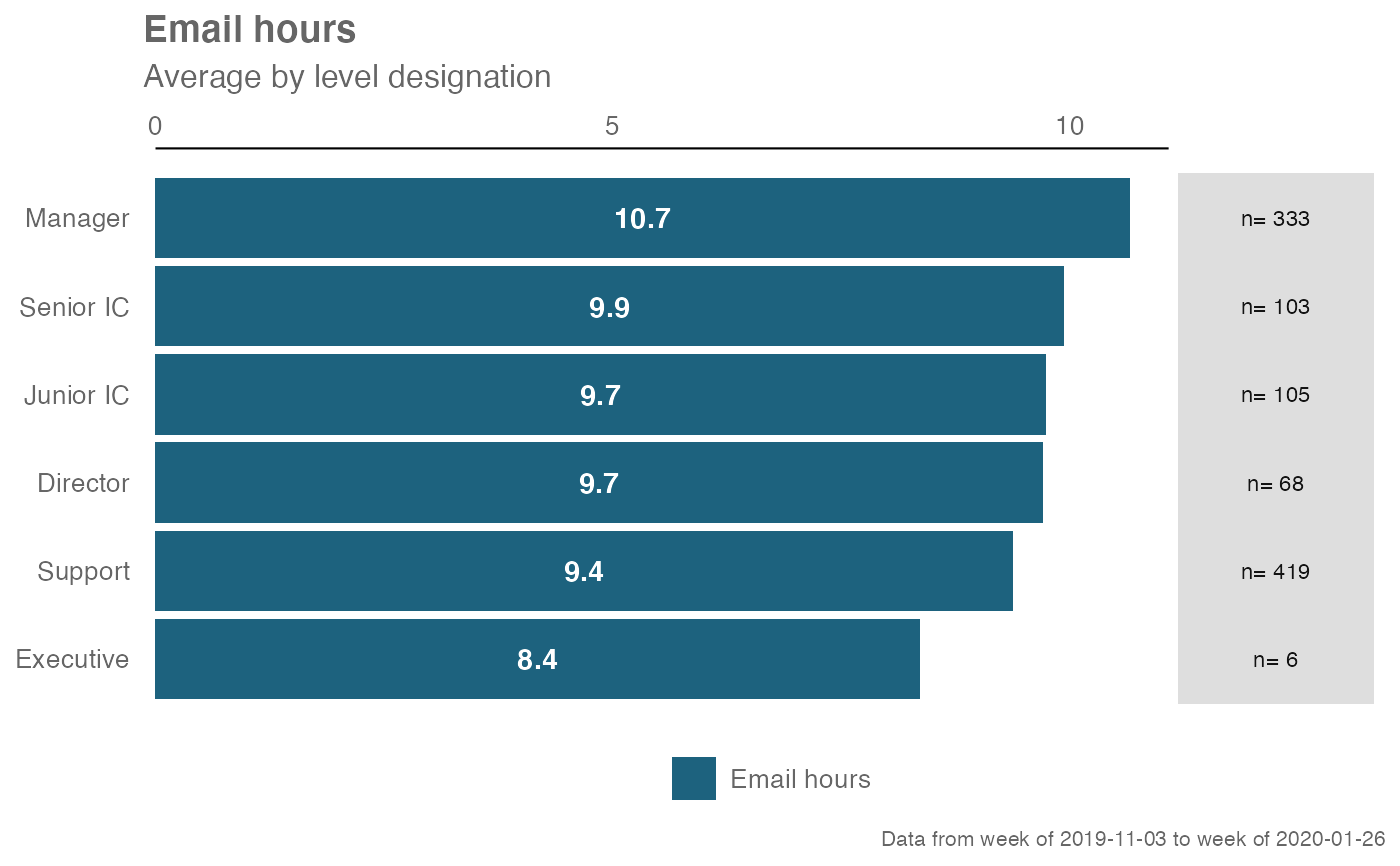 Email hours
Average by level designation
0 5 10
Manager 10.7 n= 333
Senior IC 9.9 n= 103
Junior IC 9.7 n= 105
Director 9.7 n= 68
Support 9.4 n= 419
Executive 8.4 n= 6
Email hours
Data from week of 2019-11-03 to week of 2020-01-26